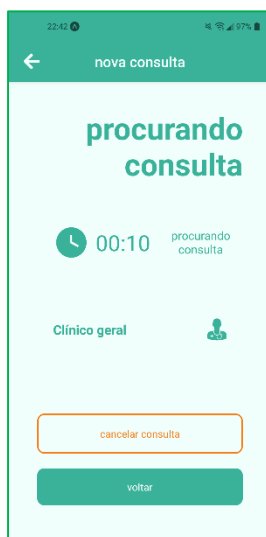 22:42 97%
nova consulta
procurando
consulta
00:10 procurando
consulta
Clínico geral
cancelar consulta
voltar